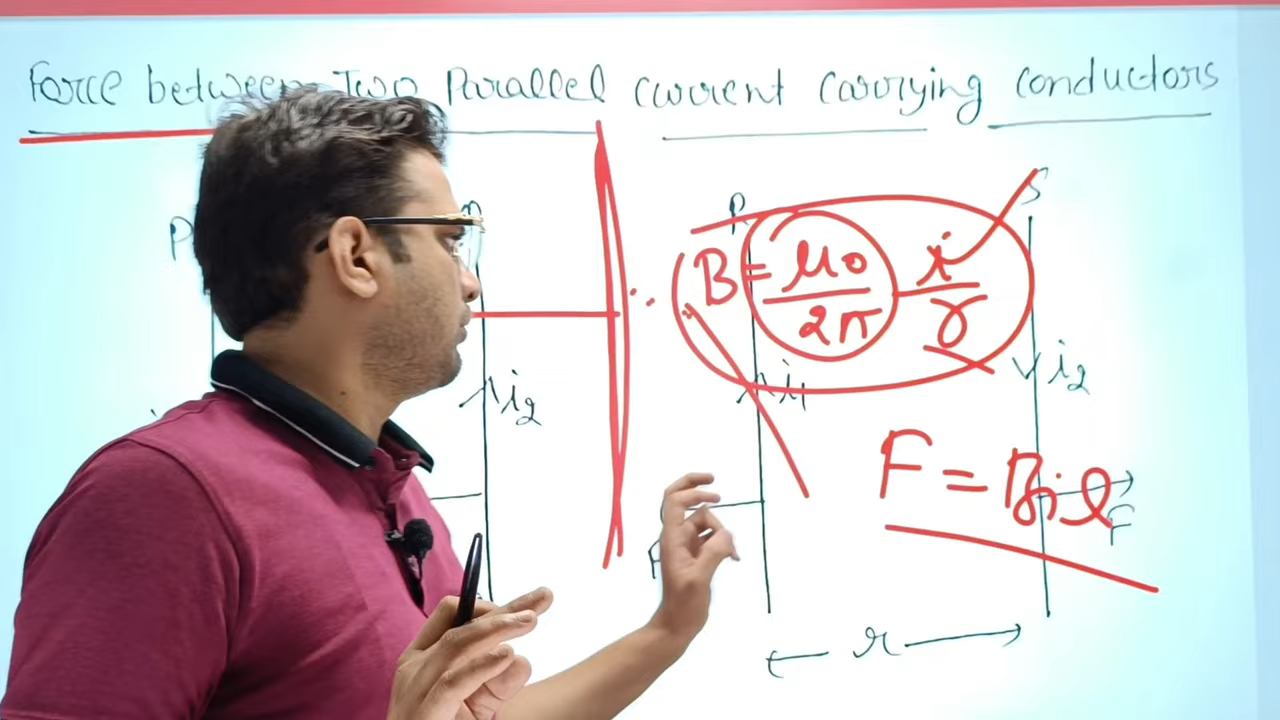 Force between Two Parallel current carrying conductors
P
R
S
B = μ0/2π i/r
i2
i1
i2
F = Bil
F
r